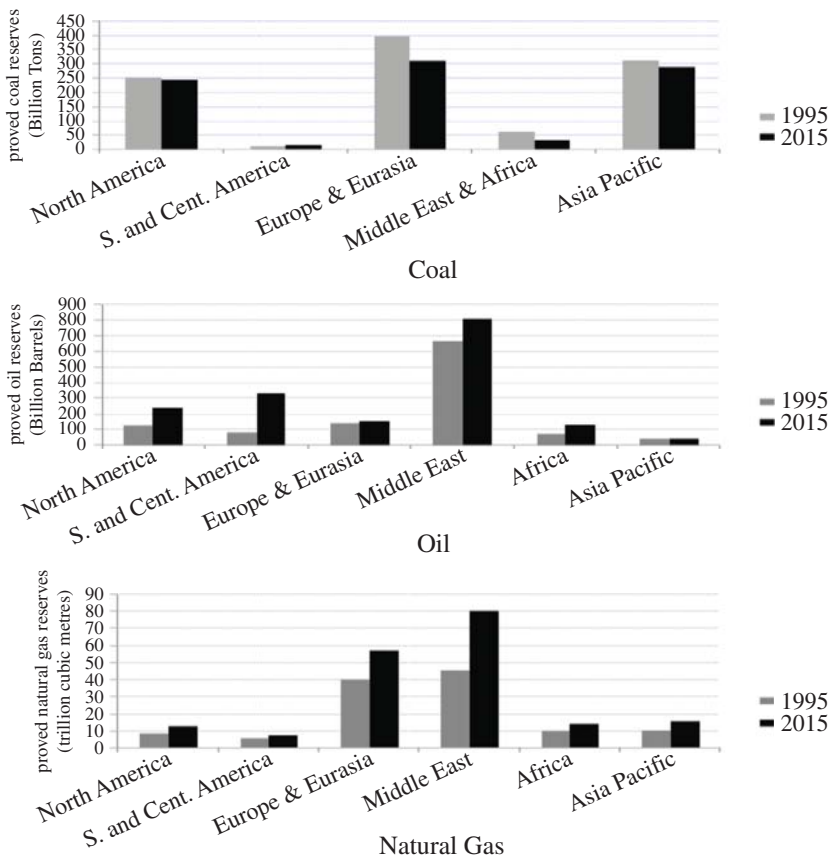 proved coal reserves
(Billion Tons)
450
400
350
300
250
200
150
100
50
0
North America
S. and Cent. America
Europe & Eurasia
Middle East & Africa
Asia Pacific
1995
2015
Coal
proved oil reserves
(Billion Barrels)
900
800
700
600
500
400
300
200
100
0
North America
S. and Cent. America
Europe & Eurasia
Middle East
Africa
Asia Pacific
1995
2015
Oil
proved natural gas reserves
(trillion cubic metres)
90
80
70
60
50
40
30
20
10
0
North America
S. and Cent. America
Europe & Eurasia
Middle East
Africa
Asia Pacific
1995
2015
Natural Gas